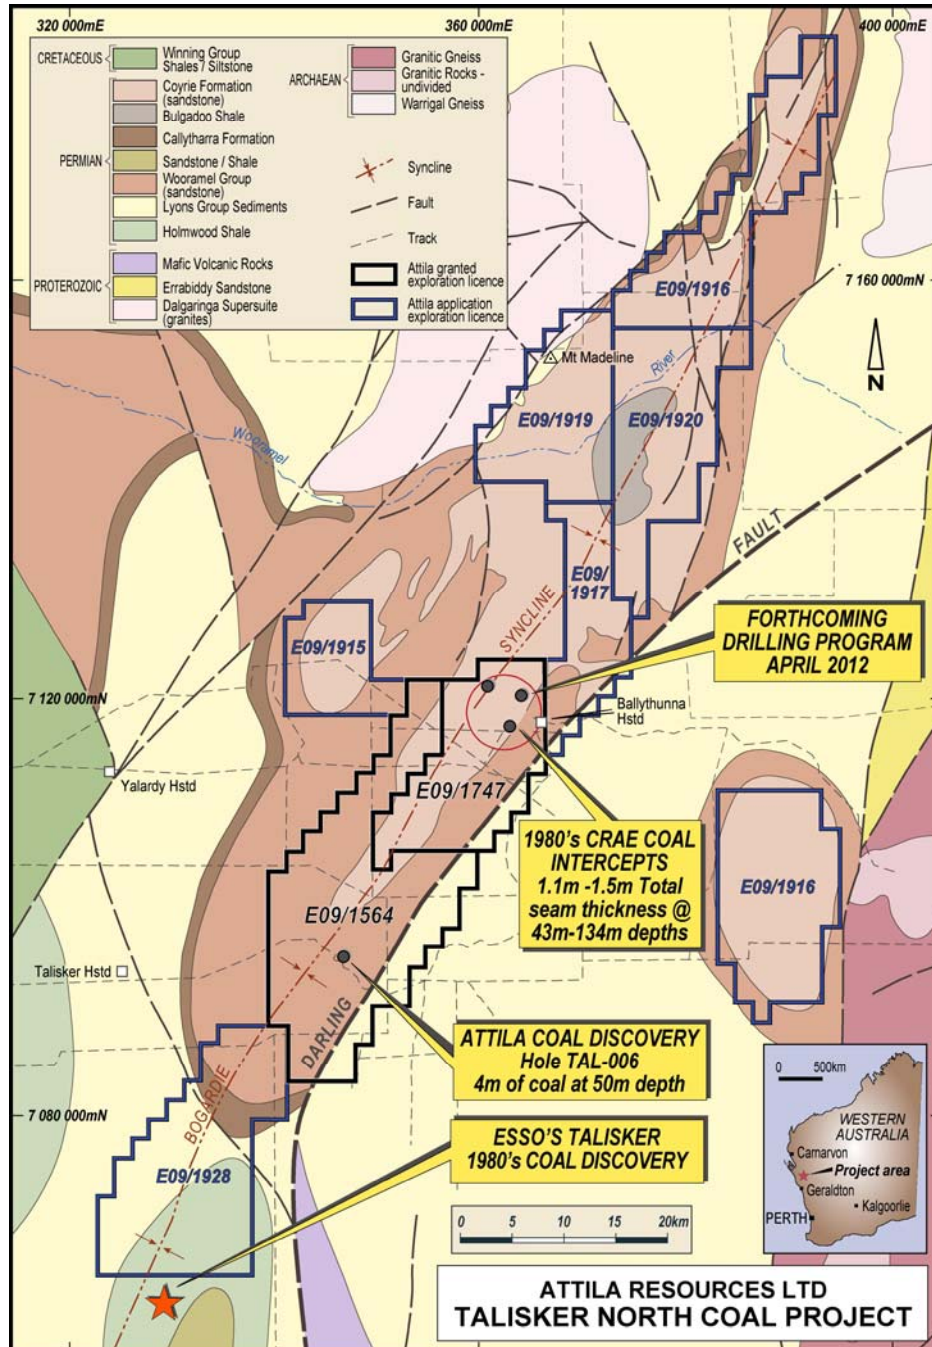 320 000mE
360 000mE
400 000mE
CRETACEOUS
Winning Group
Shales / Siltstone
PERMIAN
Coyrie Formation
(sandstone)
Bulgadoo Shale
Callytharra Formation
Sandstone / Shale
Wooramel Group
(sandstone)
Lyons Group Sediments
Holmwood Shale
PROTEROZOIC
Mafic Volcanic Rocks
Errabiddy Sandstone
Dalgaringa Supersuite
(granites)
ARCHAEAN
Granitic Gneiss
Granitic Rocks -
undivided
Warrigal Gneiss
Syncline
Fault
Track
Attila granted
exploration licence
Attila application
exploration licence
7 160 000mN
E09/1916
Mt Madeline
River
N
E09/1919
E09/1920
Wooramel
FAULT
E09/
1917
SYNCLINE
FORTHCOMING
DRILLING PROGRAM
APRIL 2012
E09/1915
7 120 000mN
Ballythunna
Hstd
Yalardy Hstd
E09/1747
1980's CRAE COAL
INTERCEPTS
1.1m -1.5m Total
seam thickness @
43m-134m depths
E09/1916
E09/1564
Talisker Hstd
DARLING
ATTILA COAL DISCOVERY
Hole TAL-006
4m of coal at 50m depth
0 500km
WESTERN
AUSTRALIA
Carnarvon
Project area
Geraldton
Kalgoorlie
PERTH
BOGARDIE
7 080 000mN
ESSO'S TALISKER
1980's COAL DISCOVERY
E09/1928
0 5 10 15 20km
ATTILA RESOURCES LTD
TALISKER NORTH COAL PROJECT